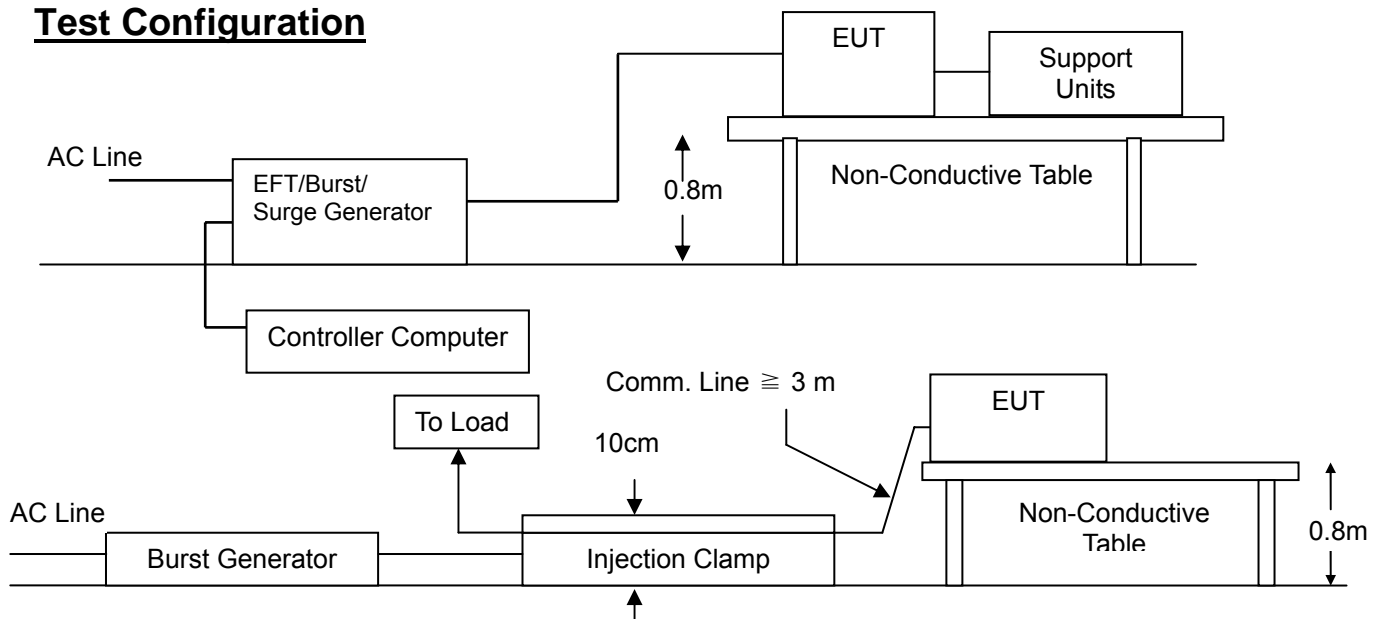 Test Configuration
EUT
Support
Units
AC Line
EFT/Burst/
Surge Generator
0.8m
Non-Conductive Table
Controller Computer
Comm. Line ≧ 3 m
EUT
To Load
10cm
AC Line
Burst Generator
Injection Clamp
Non-Conductive
Table
0.8m